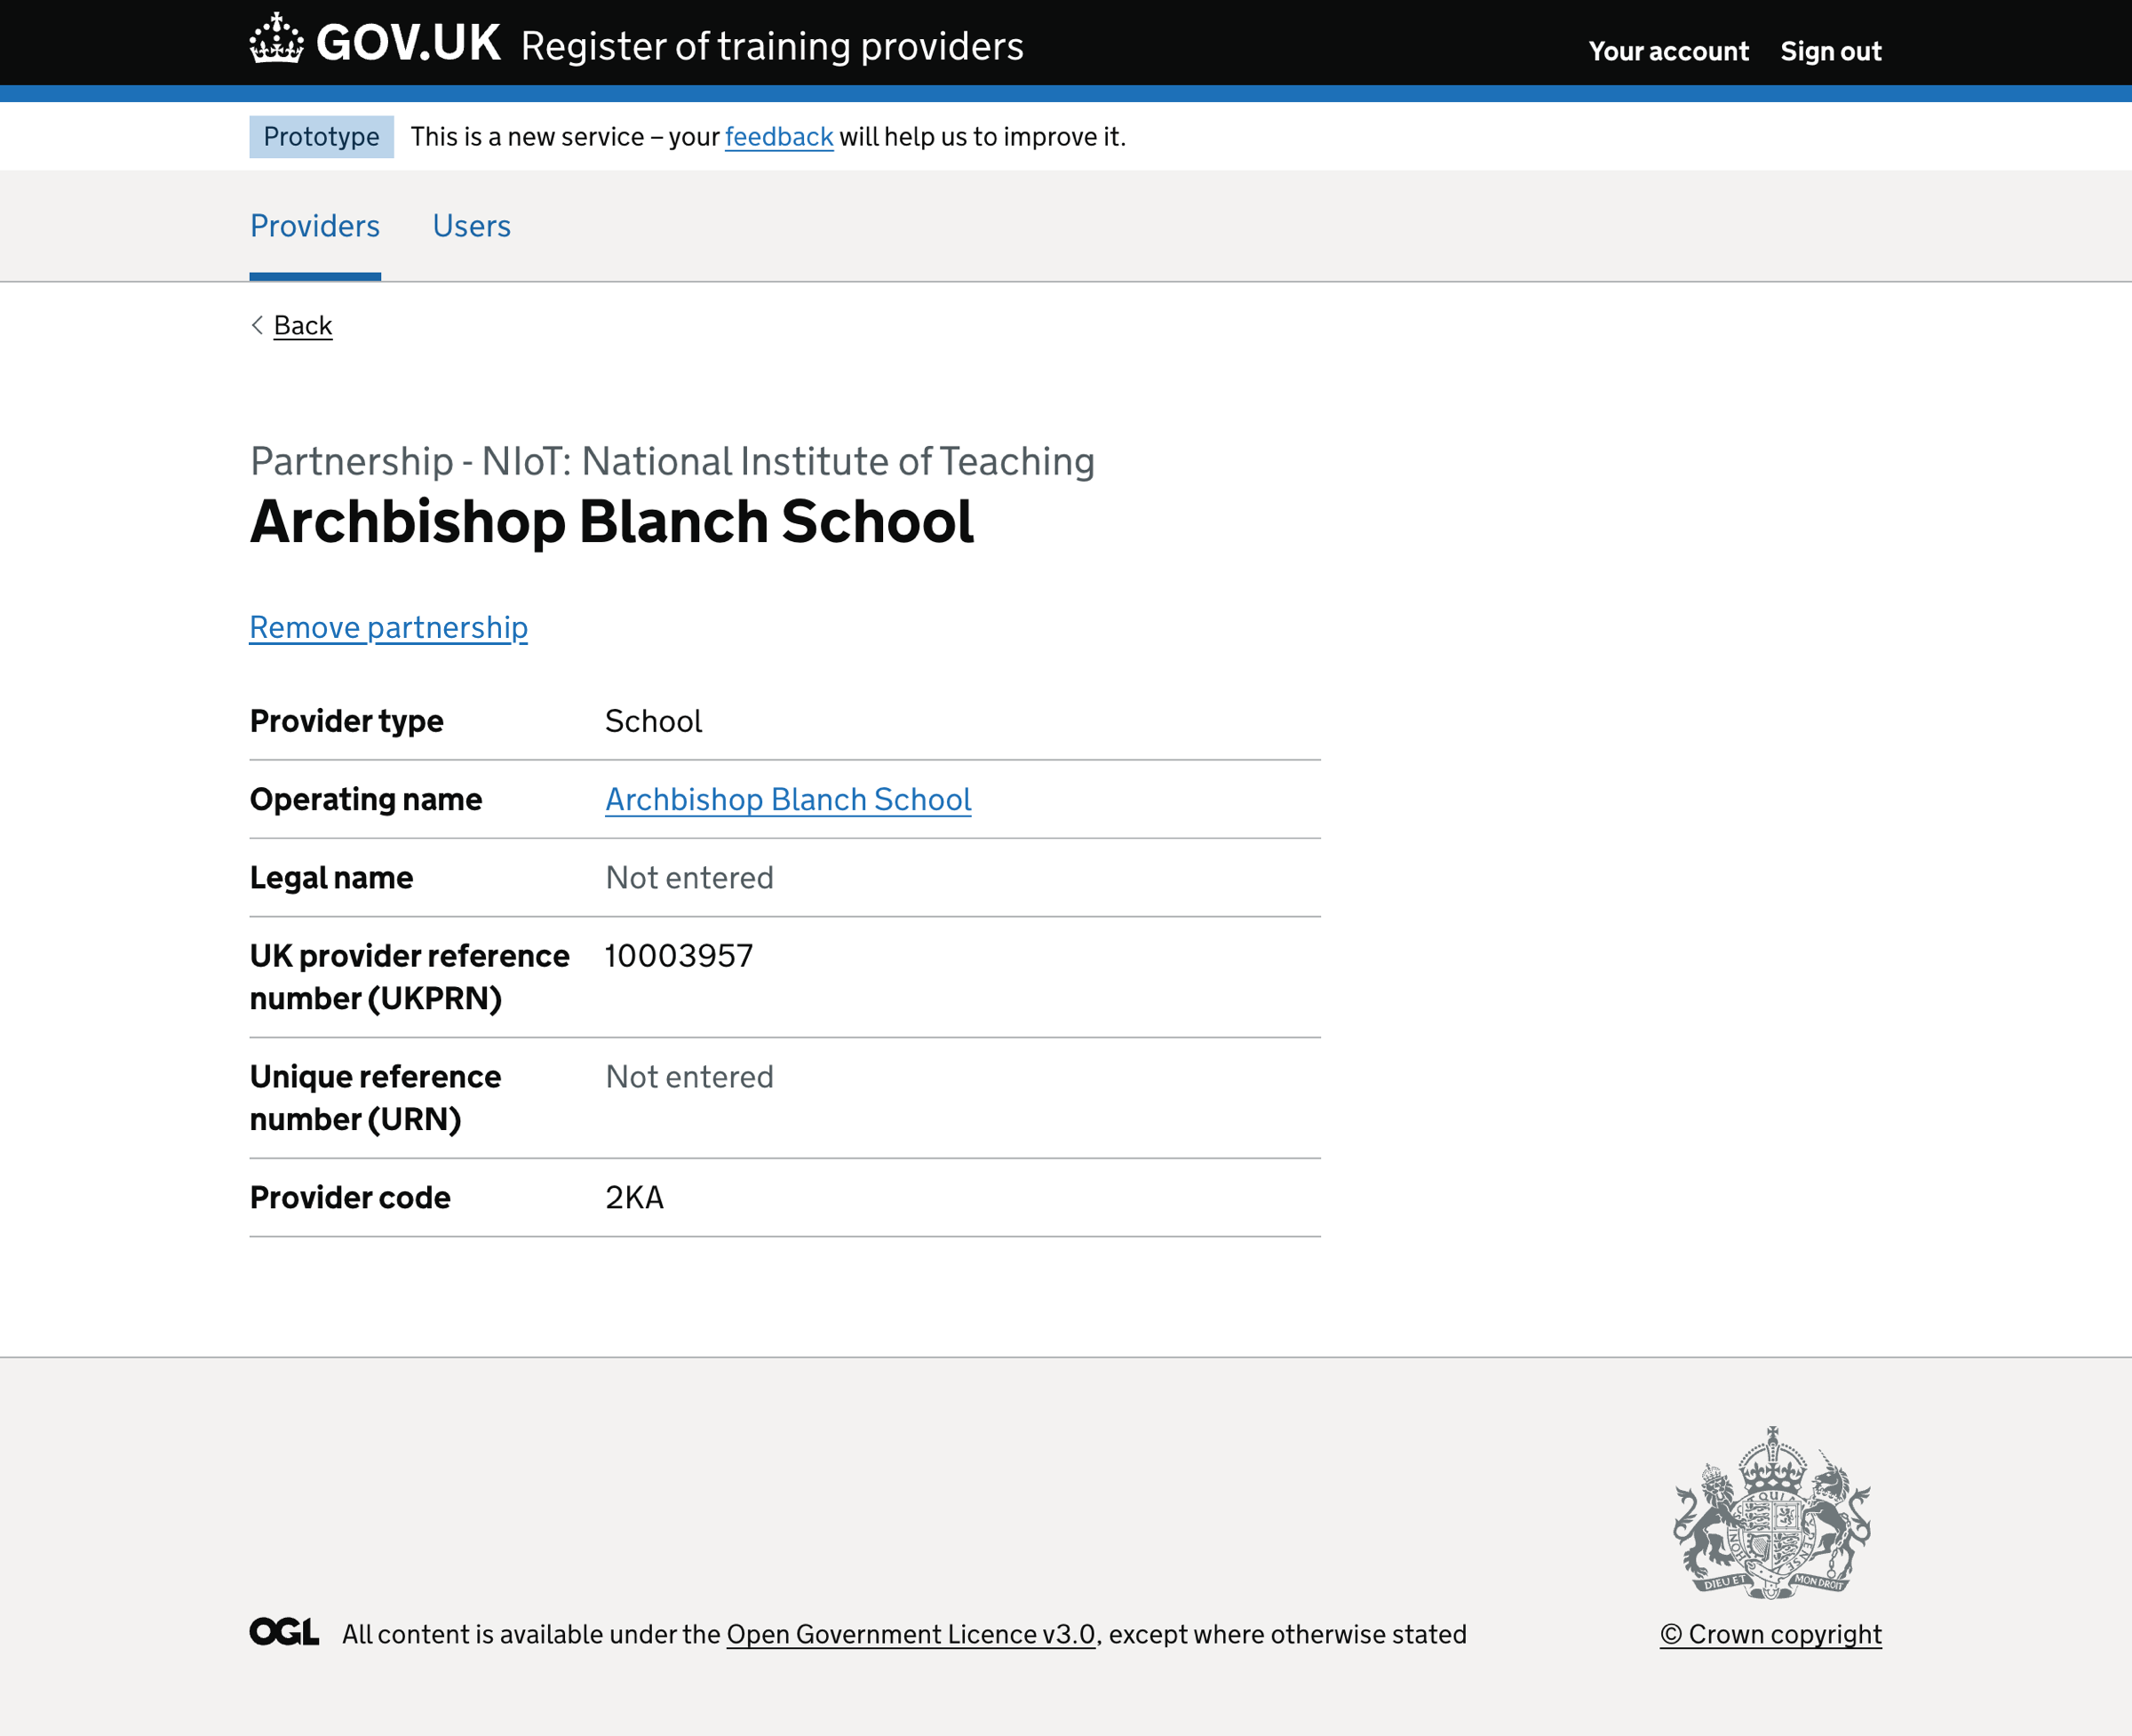 GOV.UK Register of training providers
Your account Sign out
Prototype This is a new service – your feedback will help us to improve it.
Providers Users
Back
Partnership - NIoT: National Institute of Teaching
Archbishop Blanch School
Remove partnership
Provider type School
Operating name Archbishop Blanch School
Legal name Not entered
UK provider reference number (UKPRN) 10003957
Unique reference number (URN) Not entered
Provider code 2KA
DIEU ET MON DROIT
OGL All content is available under the Open Government Licence v3.0, except where otherwise stated
© Crown copyright